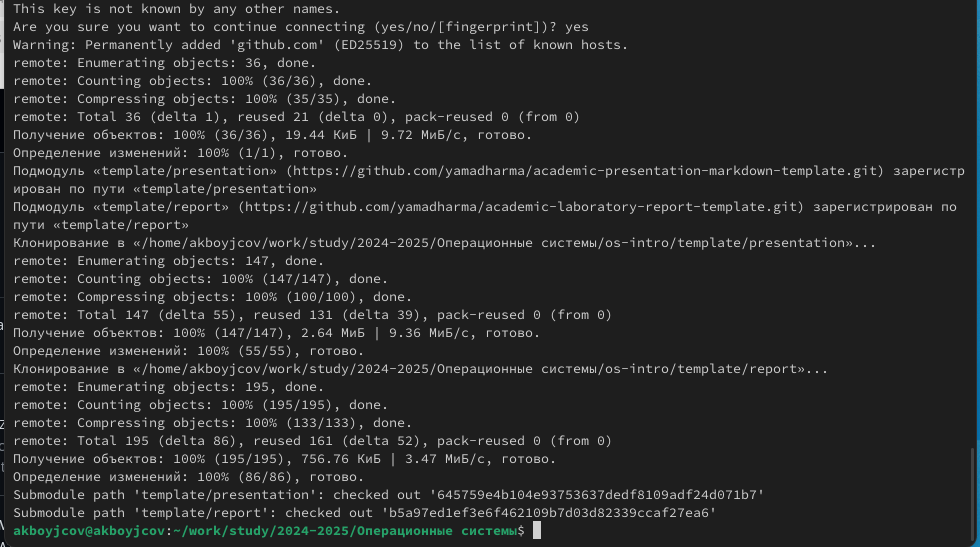 This key is not known by any other names.
Are you sure you want to continue connecting (yes/no/[fingerprint])? yes
Warning: Permanently added 'github.com' (ED25519) to the list of known hosts.
remote: Enumerating objects: 36, done.
remote: Counting objects: 100% (36/36), done.
remote: Compressing objects: 100% (35/35), done.
remote: Total 36 (delta 1), reused 21 (delta 0), pack-reused 0 (from 0)
Получение объектов: 100% (36/36), 19.44 КиБ | 9.72 МиБ/с, готово.
Определение изменений: 100% (1/1), готово.
Подмодуль «template/presentation» (https://github.com/yamadharma/academic-presentation-markdown-template.git) зарегистр
ирован по пути «template/presentation»
Подмодуль «template/report» (https://github.com/yamadharma/academic-laboratory-report-template.git) зарегистрирован по
пути «template/report»
Клонирование в «/home/akboyjcov/work/study/2024-2025/Операционные системы/os-intro/template/presentation»...
remote: Enumerating objects: 147, done.
remote: Counting objects: 100% (147/147), done.
remote: Compressing objects: 100% (100/100), done.
remote: Total 147 (delta 55), reused 131 (delta 39), pack-reused 0 (from 0)
Получение объектов: 100% (147/147), 2.64 МиБ | 9.36 МиБ/с, готово.
Определение изменений: 100% (55/55), готово.
Клонирование в «/home/akboyjcov/work/study/2024-2025/Операционные системы/os-intro/template/report»...
remote: Enumerating objects: 195, done.
remote: Counting objects: 100% (195/195), done.
remote: Compressing objects: 100% (133/133), done.
remote: Total 195 (delta 86), reused 161 (delta 52), pack-reused 0 (from 0)
Получение объектов: 100% (195/195), 756.76 КиБ | 3.47 МиБ/с, готово.
Определение изменений: 100% (86/86), готово.
Submodule path 'template/presentation': checked out '645759e4b104e93753637dedf8109adf24d071b7'
Submodule path 'template/report': checked out 'b5a97ed1ef3e6f462109b7d03d82339ccaf27ea6'
akboyjcov@akboyjcov:~/work/study/2024-2025/Операционные системы$